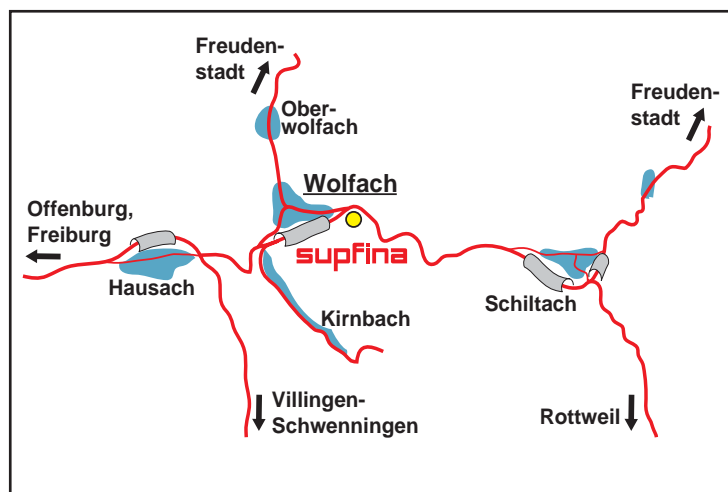 Freuden-
stadt
Ober-
wolfach
Freuden-
stadt
Wolfach
Offenburg,
Freiburg
supfina
Hausach
Schiltach
Kirnbach
Villingen-
Schwenningen
Rottweil